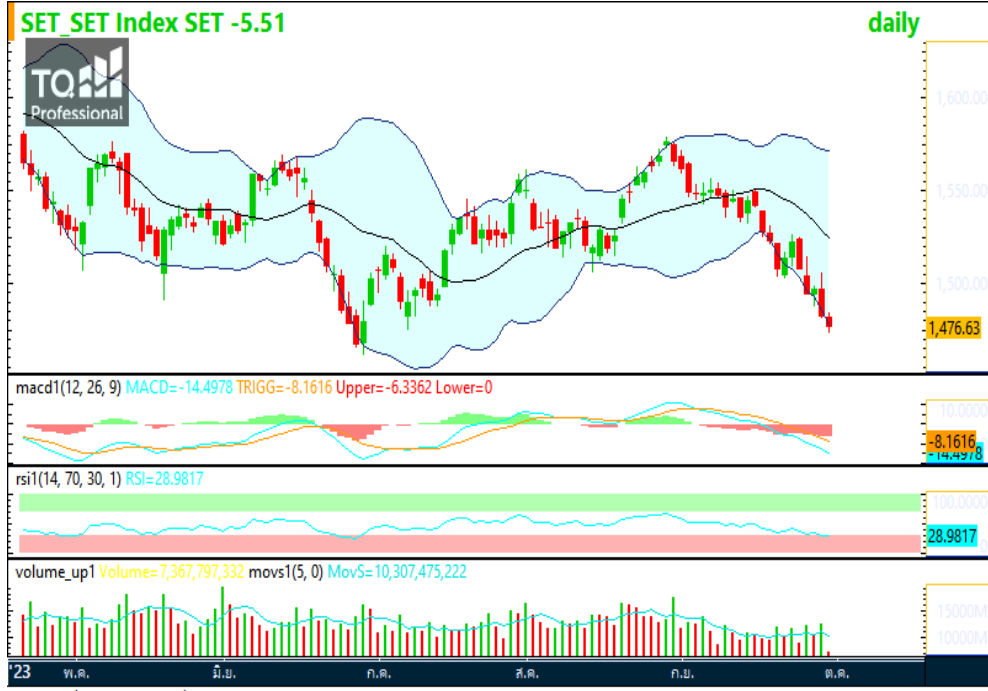 SET_SET Index SET -5.51
daily
TQ
Professional
1,600.00
1,550.00
1,500.00
1,476.63
macd1(12, 26, 9) MACD=-14.4978 TRIGG=-8.1616 Upper=-6.3362 Lower=0
10.0000
-8.1616
-14.4978
rsi1(14, 70, 30, 1) RSI=28.9817
100.0000
28.9817
volume_up1 Volume=7,367,797,332 movs1(5, 0) MovS=10,307,475,222
15000M
10000M
'23 พ.ค. มิ.ย. ก.ค. ส.ค. ก.ย. ต.ค.